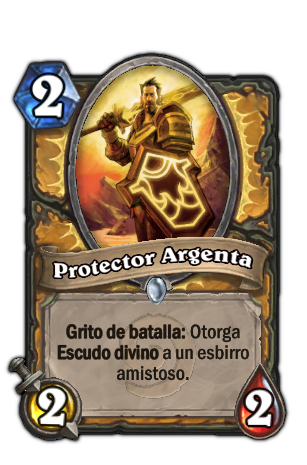 2
Protector Argenta
Grito de batalla: Otorga
Escudo divino a un esbirro
amistoso.
2
2